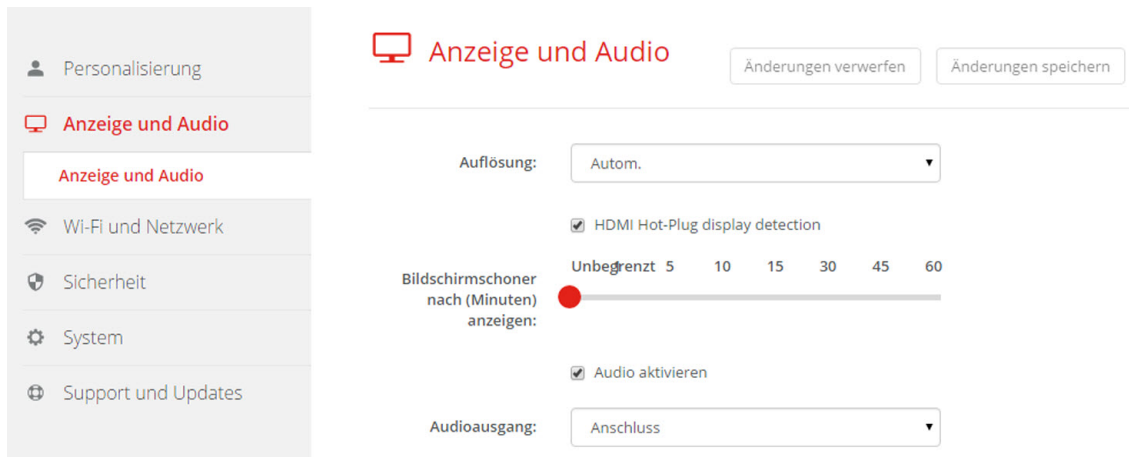 Personalisierung
Anzeige und Audio
Anzeige und Audio
Wi-Fi und Netzwerk
Sicherheit
System
Support und Updates
Anzeige und Audio
Änderungen verwerfen
Änderungen speichern
Auflösung:
Autom.
HDMI Hot-Plug display detection
Bildschirmschoner
nach (Minuten)
anzeigen:
Unbegrenzt 1 5 10 15 30 45 60
Audio aktivieren
Audioausgang:
Anschluss